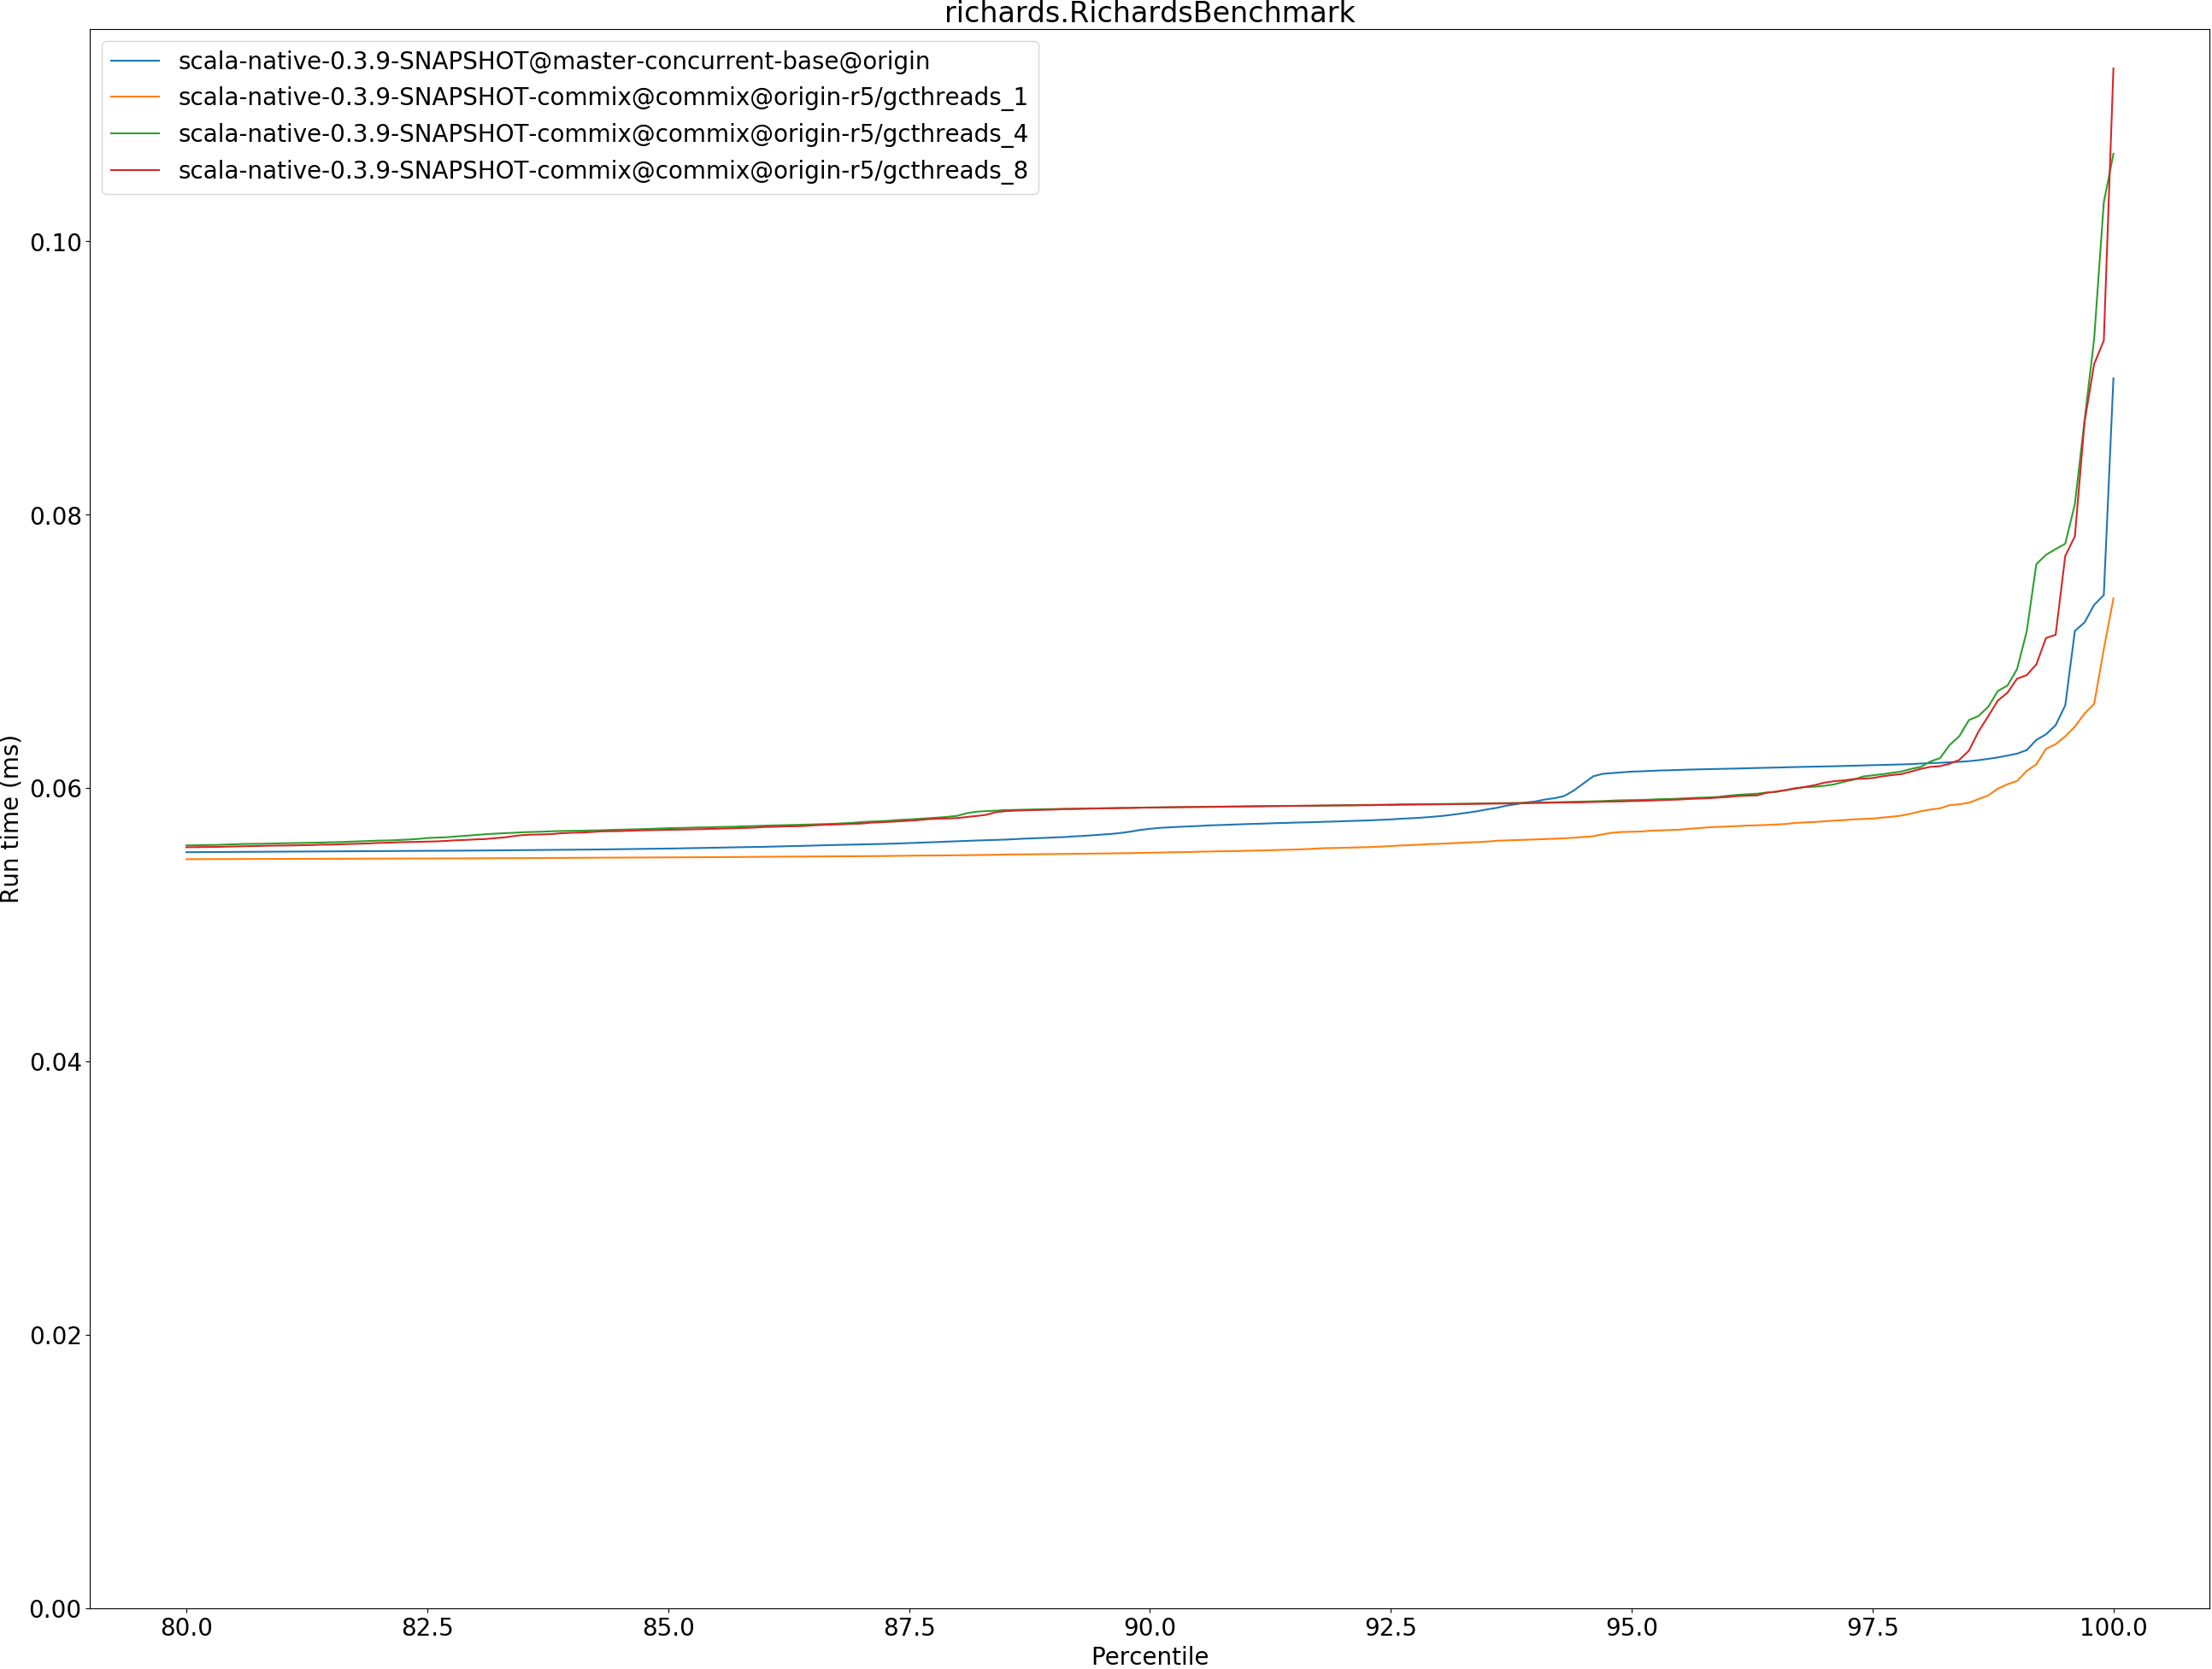 richards.RichardsBenchmark
scala-native-0.3.9-SNAPSHOT@master-concurrent-base@origin
scala-native-0.3.9-SNAPSHOT-commix@commix@origin-r5/gcthreads_1
scala-native-0.3.9-SNAPSHOT-commix@commix@origin-r5/gcthreads_4
scala-native-0.3.9-SNAPSHOT-commix@commix@origin-r5/gcthreads_8
Run time (ms)
0.10
0.08
0.06
0.04
0.02
0.00
80.0 82.5 85.0 87.5 90.0 92.5 95.0 97.5 100.0
Percentile